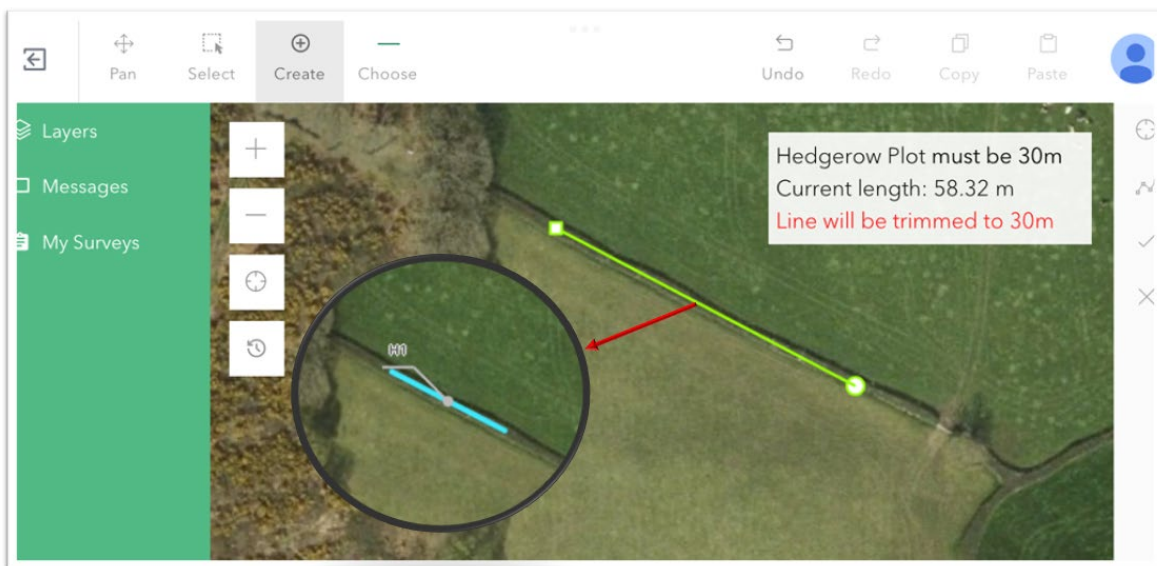 Pan
Select
Create
Choose
Undo
Redo
Copy
Paste
Layers
Messages
My Surveys
Hedgerow Plot must be 30m
Current length: 58.32 m
Line will be trimmed to 30m
H1